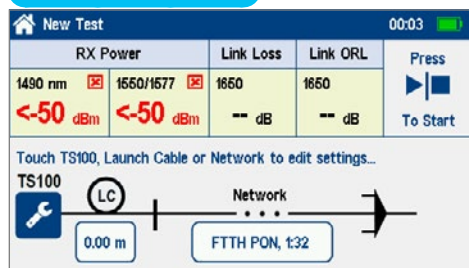 New Test 00:03
RX Power Link Loss Link ORL Press
1490 nm 1550/1577 1650 1650
<-50 dBm <-50 dBm -- dB -- dB To Start
Touch TS100, Launch Cable or Network to edit settings...
TS100
LC Network
0.00 m FTTH PON, 1:32